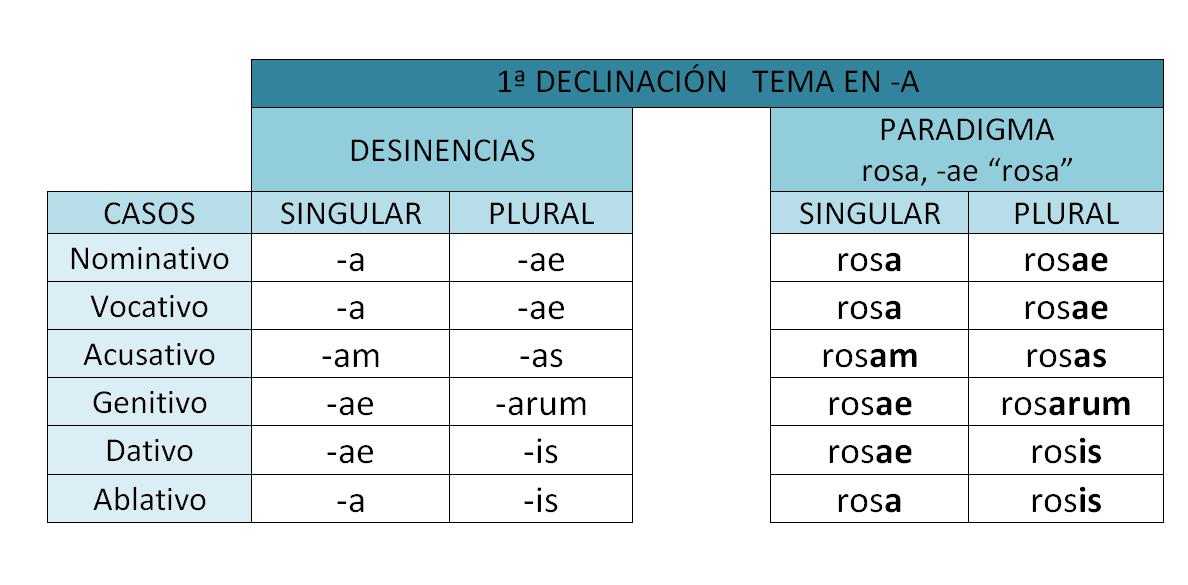 1ª DECLINACIÓN TEMA EN -A
DESINENCIAS
PARADIGMA
rosa, -ae “rosa”
CASOS SINGULAR PLURAL SINGULAR PLURAL
Nominativo -a -ae rosa rosae
Vocativo -a -ae rosa rosae
Acusativo -am -as rosam rosas
Genitivo -ae -arum rosae rosarum
Dativo -ae -is rosae rosis
Ablativo -a -is rosa rosis